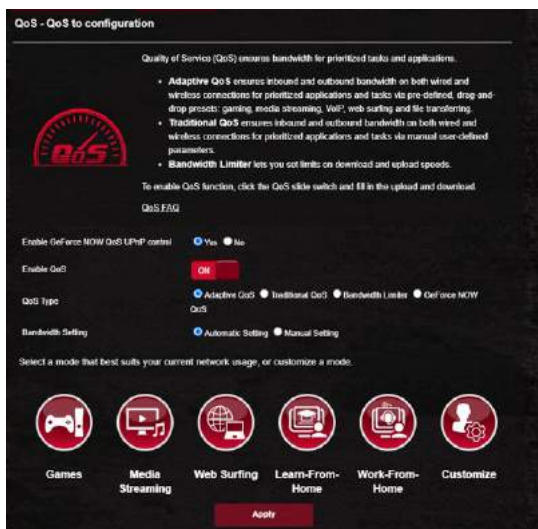 QoS - QoS to configuration
Quality of Service (QoS) ensures bandwidth for prioritized tasks and applications.
• Adaptive QoS ensures inbound and outbound bandwidth on both wired and
wireless connections for prioritized applications and tasks via pre-defined, drag-and-
drop presets: gaming, media streaming, VoIP, web surfing and file transferring.
• Traditional QoS ensures inbound and outbound bandwidth on both wired and
wireless connections for prioritized applications and tasks via manual user-defined
parameters.
• Bandwidth Limiter lets you set limits on download and upload speeds.
To enable QoS function, click the QoS slide switch and fill in the upload and download.
QoS FAQ
QoS
Enable GeForce NOW QoS UPnP control Yes No
Enable QoS ON
QoS Type Adaptive QoS Traditional QoS Bandwidth Limiter GeForce NOW
QoS
Bandwidth Setting Automatic Setting Manual Setting
Select a mode that best suits your current network usage, or customize a mode.
Games Media Web Surfing Learn-From- Work-From- Customize
Streaming Home Home
Apply